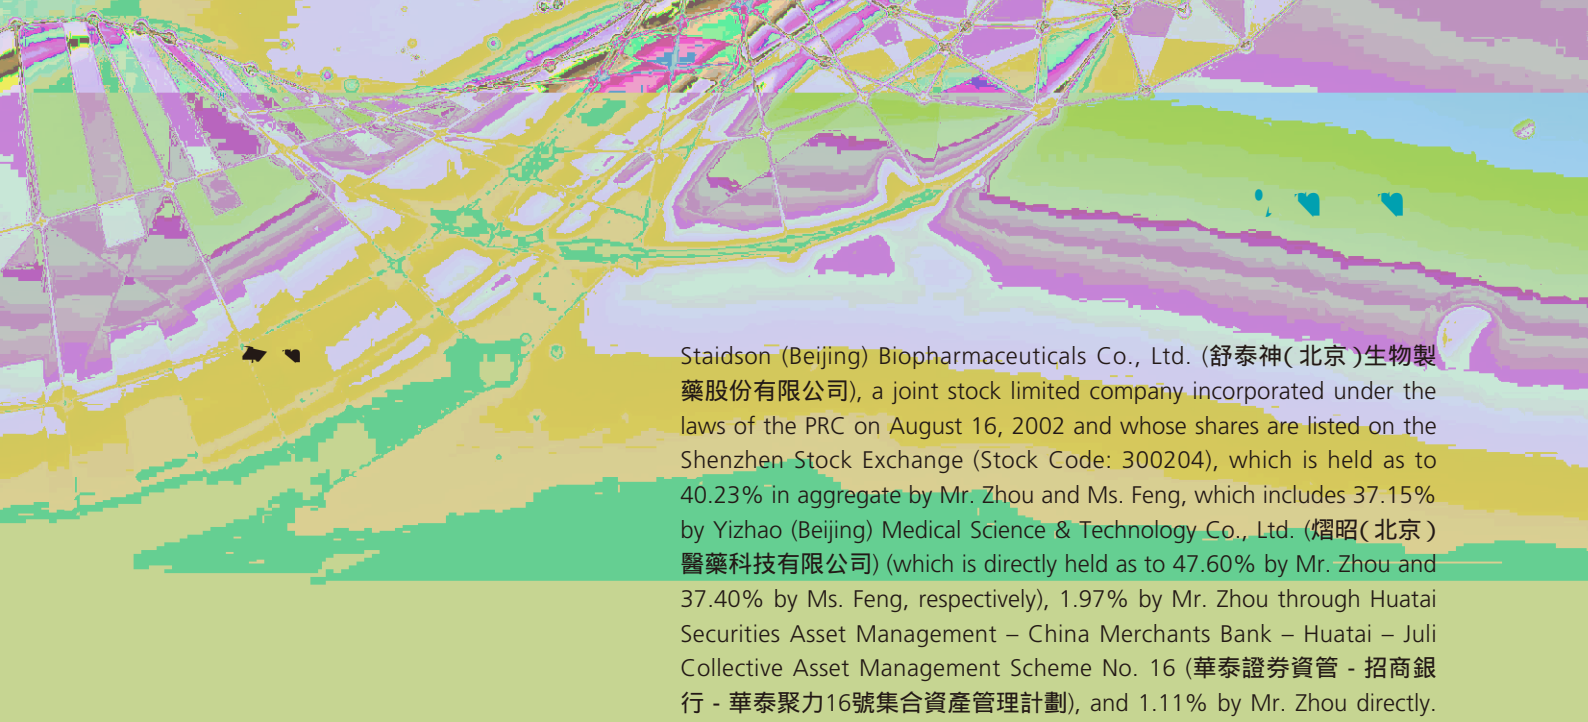 Staidson (Beijing) Biopharmaceuticals Co., Ltd. (舒泰神(北京)生物製
藥股份有限公司), a joint stock limited company incorporated under the
laws of the PRC on August 16, 2002 and whose shares are listed on the
Shenzhen Stock Exchange (Stock Code: 300204), which is held as to
40.23% in aggregate by Mr. Zhou and Ms. Feng, which includes 37.15%
by Yizhao (Beijing) Medical Science & Technology Co., Ltd. (熠昭(北京)
醫藥科技有限公司) (which is directly held as to 47.60% by Mr. Zhou and
37.40% by Ms. Feng, respectively), 1.97% by Mr. Zhou through Huatai
Securities Asset Management – China Merchants Bank – Huatai – Juli
Collective Asset Management Scheme No. 16 (華泰證券資管 - 招商銀
行 - 華泰聚力16號集合資產管理計劃), and 1.11% by Mr. Zhou directly.